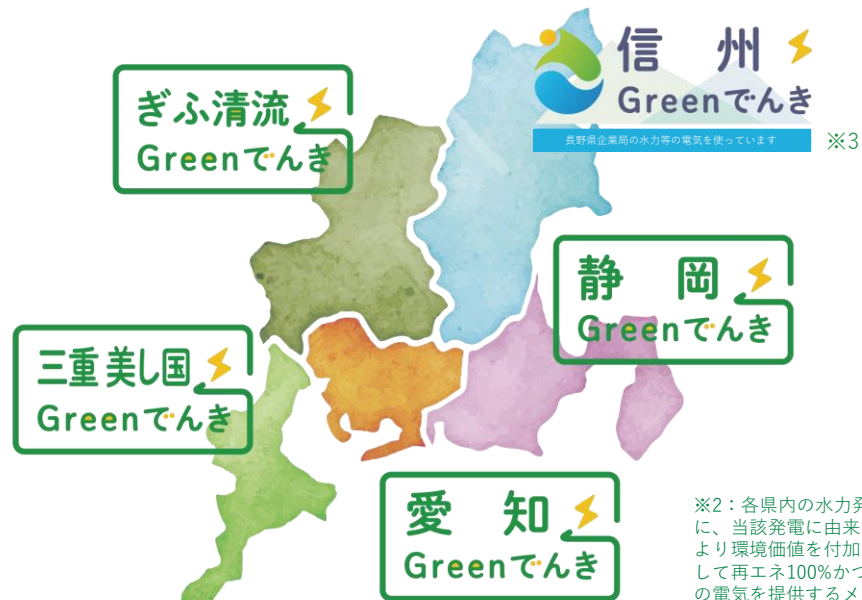 信州
Greenでんき
長野県企業局の水力等の電気を使っています
※3
ぎふ清流
Greenでんき
静岡
Greenでんき
三重美し国
Greenでんき
愛知
Greenでんき
※2：各県内の水力発
に、当該発電に由来
より環境価値を付加
して再エネ100%かつ
の電気を提供するメ